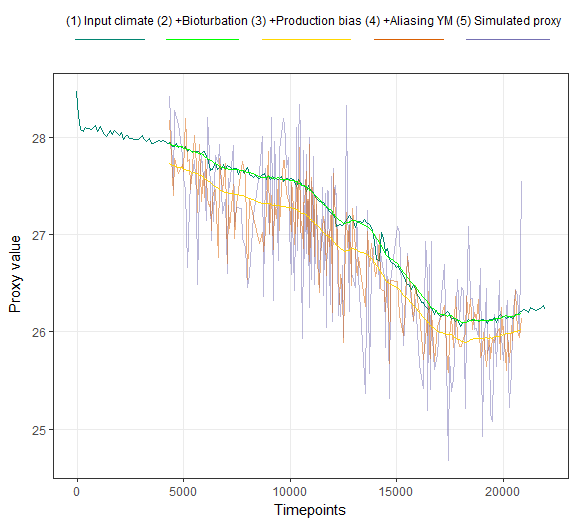 (1) Input climate (2) +Bioturbation (3) +Production bias (4) +Aliasing YM (5) Simulated proxy
28
27
26
25
Proxy value
0 5000 10000 15000 20000
Timepoints